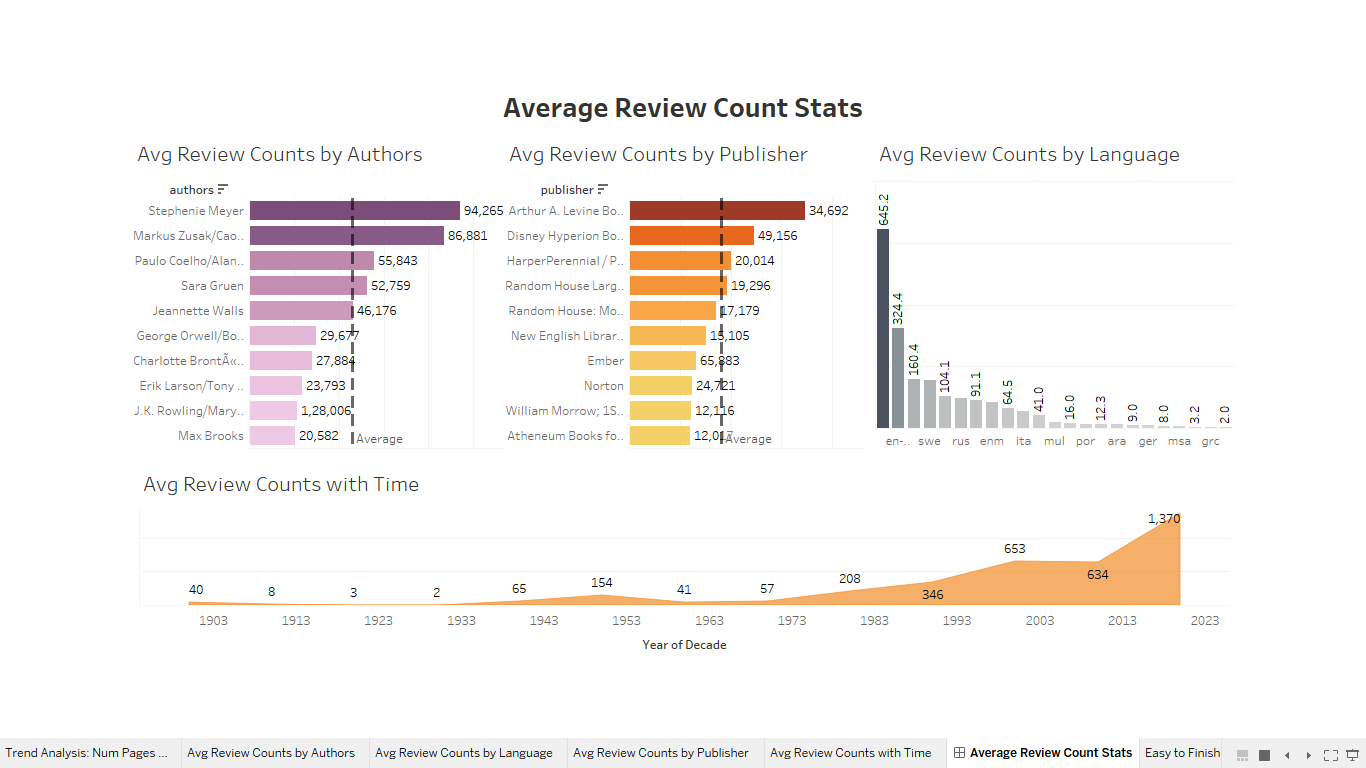 Average Review Count Stats
Avg Review Counts by Authors
authors
Stephenie Meyer 94,265
Markus Zusak/Cao.. 86,881
Paulo Coelho/Alan.. 55,843
Sara Gruen 52,759
Jeannette Walls 46,176
George Orwell/Bo.. 29,677
Charlotte BrontÃ«.. 27,884
Erik Larson/Tony .. 23,793
J.K. Rowling/Mary.. 1,28,006
Max Brooks 20,582
Average
Avg Review Counts by Publisher
publisher
Arthur A. Levine Bo.. 34,692
Disney Hyperion Bo.. 49,156
HarperPerennial / P.. 20,014
Random House Larg.. 19,296
Random House: Mo.. 17,179
New English Librar.. 15,105
Ember 65,883
Norton 24,721
William Morrow; 1S.. 12,116
Atheneum Books fo.. 12,017
Average
Avg Review Counts by Language
645.2
324.4
160.4
104.1
91.1
64.5
41.0
16.0
12.3
9.0
8.0
3.2
2.0
en-.. swe rus enm ita mul por ara ger msa grc
Avg Review Counts with Time
40 8 3 2 65 154 41 57 208 346 653 634 1,370
1903 1913 1923 1933 1943 1953 1963 1973 1983 1993 2003 2013 2023
Year of Decade
Trend Analysis: Num Pages ... Avg Review Counts by Authors Avg Review Counts by Language Avg Review Counts by Publisher Avg Review Counts with Time Average Review Count Stats Easy to Finish